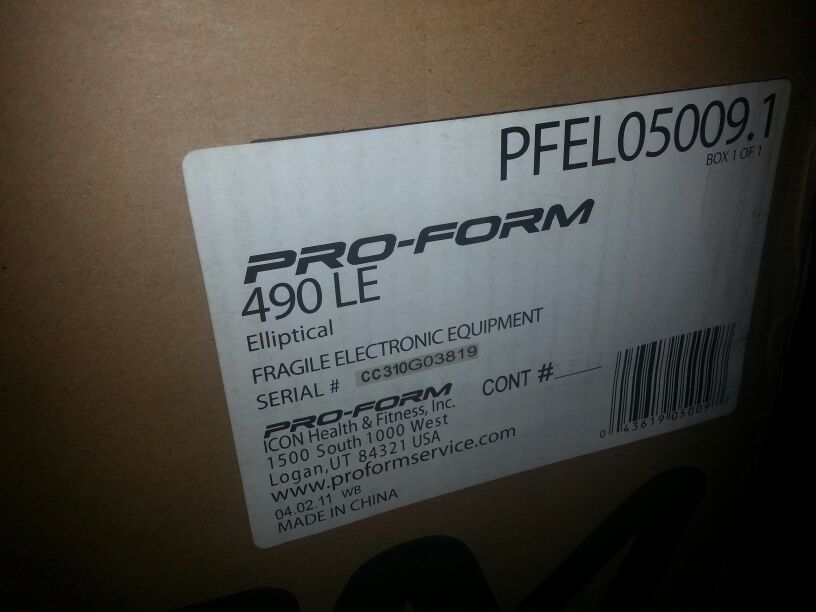 PFEL05009.1
BOX 1 OF 1
PRO-FORM
490 LE
Elliptical
FRAGILE ELECTRONIC EQUIPMENT
SERIAL # CC310G03819
CONT #
PRO-FORM
ICON Health & Fitness, Inc.
1500 South 1000 West
Logan,UT 84321 USA
www.proformservice.com
04.02.11 WB
MADE IN CHINA
0 43619 05009 7